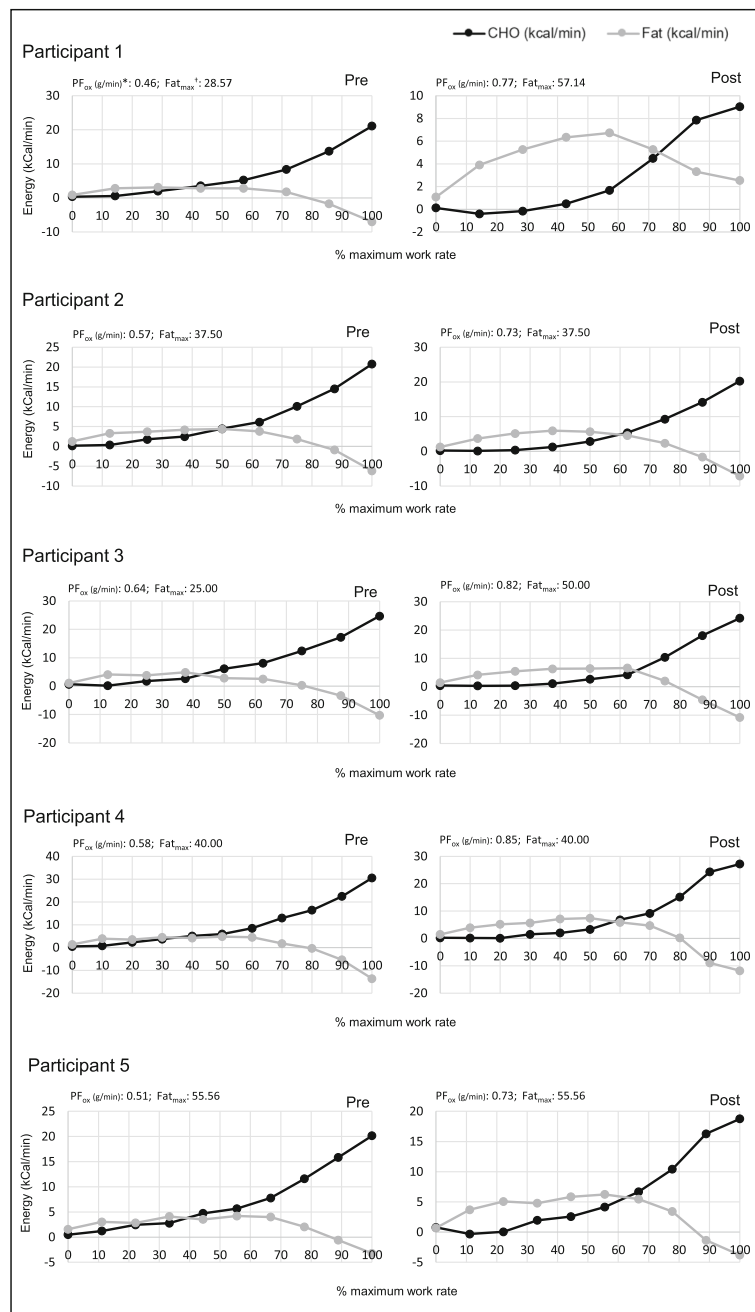 CHO (kcal/min) Fat (kcal/min)
Participant 1
PFox (g/min)*: 0.46; Fatmax†: 28.57 Pre
PFox (g/min): 0.77; Fatmax: 57.14 Post
Energy (kCal/min)
30
20
10
0
-10
0 10 20 30 40 50 60 70 80 90 100
10
8
6
4
2
0
-2
0 10 20 30 40 50 60 70 80 90 100
% maximum work rate
Participant 2
PFox (g/min): 0.57; Fatmax: 37.50 Pre
PFox (g/min): 0.73; Fatmax: 37.50 Post
Energy (kCal/min)
25
20
15
10
5
0
-5
-10
0 10 20 30 40 50 60 70 80 90 100
30
20
10
0
-10
0 10 20 30 40 50 60 70 80 90 100
% maximum work rate
Participant 3
PFox (g/min): 0.64; Fatmax: 25.00 Pre
PFox (g/min): 0.82; Fatmax: 50.00 Post
Energy (kCal/min)
30
20
10
0
-10
-20
0 10 20 30 40 50 60 70 80 90 100
30
20
10
0
-10
-20
0 10 20 30 40 50 60 70 80 90 100
Participant 4
PFox (g/min): 0.58; Fatmax: 40.00 Pre
PFox (g/min): 0.85; Fatmax: 40.00 Post
Energy (kCal/min)
40
30
20
10
0
-10
-20
0 10 20 30 40 50 60 70 80 90 100
30
20
10
0
-10
-20
0 10 20 30 40 50 60 70 80 90 100
% maximum work rate
Participant 5
PFox (g/min): 0.51; Fatmax: 55.56 Pre
PFox (g/min): 0.73; Fatmax: 55.56 Post
Energy (kCal/min)
25
20
15
10
5
0
-5
0 10 20 30 40 50 60 70 80 90 100
20
15
10
5
0
-5
0 10 20 30 40 50 60 70 80 90 100
% maximum work rate